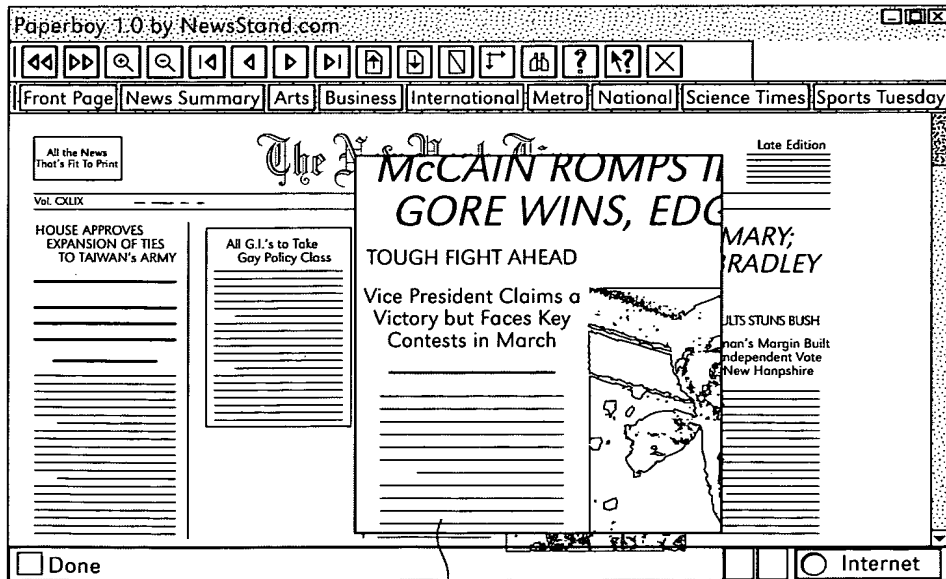 Paperboy 1.0 by NewsStand.com
Front Page News Summary Arts Business International Metro National Science Times Sports Tuesday
All the News
That's Fit To Print
The
Late Edition
Vol. CXLIX
HOUSE APPROVES
EXPANSION OF TIES
TO TAIWAN's ARMY
All G.I.'s to Take
Gay Policy Class
McCAIN ROMPS
GORE WINS, EDG
TOUGH FIGHT AHEAD
Vice President Claims a
Victory but Faces Key
Contests in March
MARY;
BRADLEY
ULTS STUNS BUSH
nan's Margin Built
ndependent Vote
New Hanpshire
Done
Internet